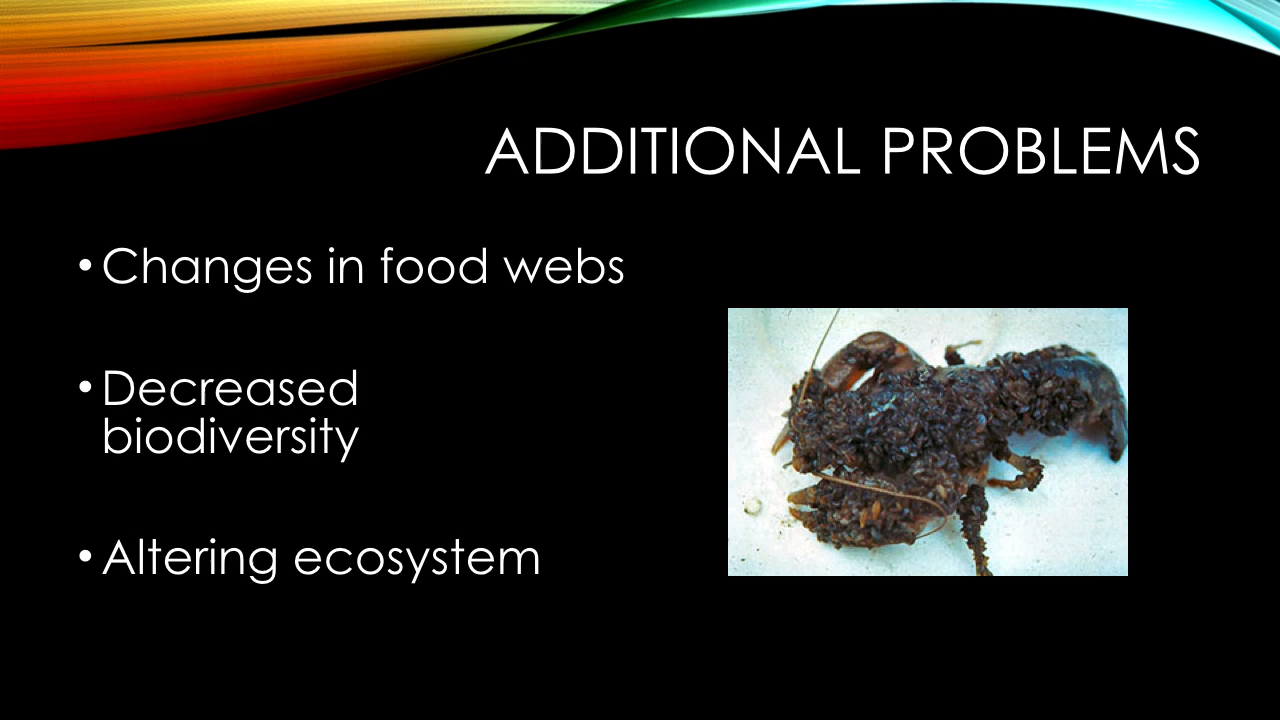 ADDITIONAL PROBLEMS
• Changes in food webs
• Decreased
biodiversity
• Altering ecosystem